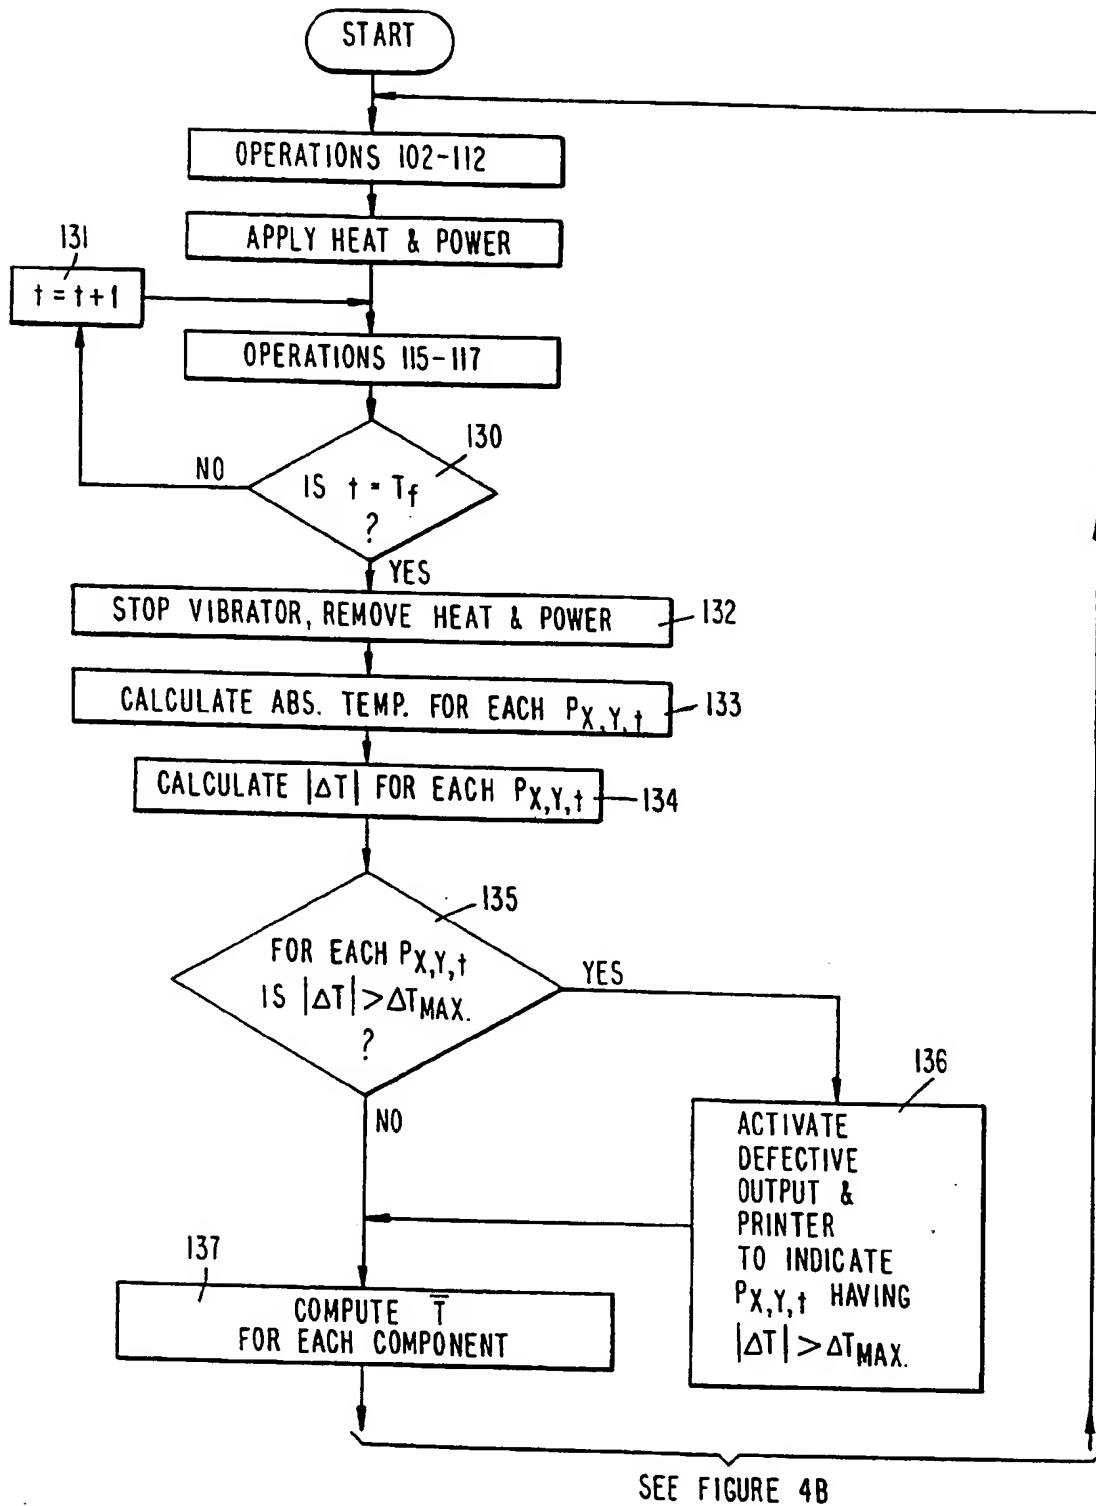 START
OPERATIONS 102-112
APPLY HEAT & POWER
131
t = t+1
OPERATIONS 115-117
130
NO
IS t = Tf
?
YES
STOP VIBRATOR, REMOVE HEAT & POWER
132
CALCULATE ABS. TEMP. FOR EACH PX,Y,t
133
CALCULATE |ΔT| FOR EACH PX,Y,t
134
135
FOR EACH PX,Y,t
IS |ΔT| > ΔTMAX.
?
YES
NO
136
ACTIVATE
DEFECTIVE
OUTPUT &
PRINTER
TO INDICATE
PX,Y,t HAVING
|ΔT| > ΔTMAX.
137
COMPUTE T̅
FOR EACH COMPONENT
SEE FIGURE 4B